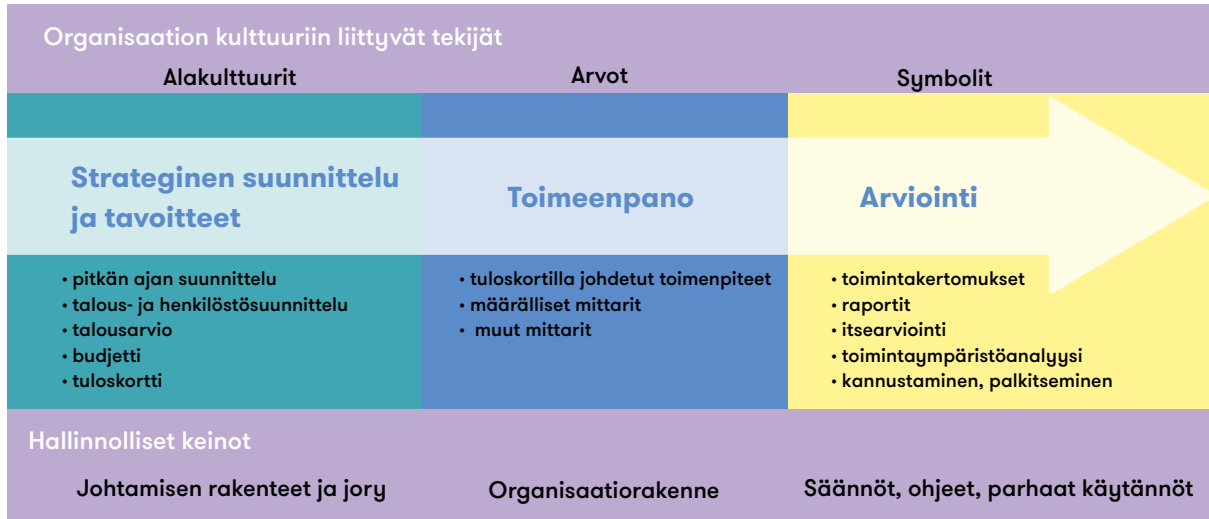 Organisaation kulttuuriin liittyvät tekijät
Alakulttuurit
Arvot
Symbolit
Strateginen suunnittelu
ja tavoitteet
Toimeenpano
Arviointi
• pitkän ajan suunnittelu
• talous- ja henkilöstösuunnittelu
• talousarvio
• budjetti
• tuloskortti
• tuloskortilla johdetut toimenpiteet
• määrälliset mittarit
• muut mittarit
• toimintakertomukset
• raportit
• itsearviointi
• toimintaympäristöanalyysi
• kannustaminen, palkitseminen
Hallinnolliset keinot
Johtamisen rakenteet ja jory
Organisaatiorakenne
Säännöt, ohjeet, parhaat käytännöt